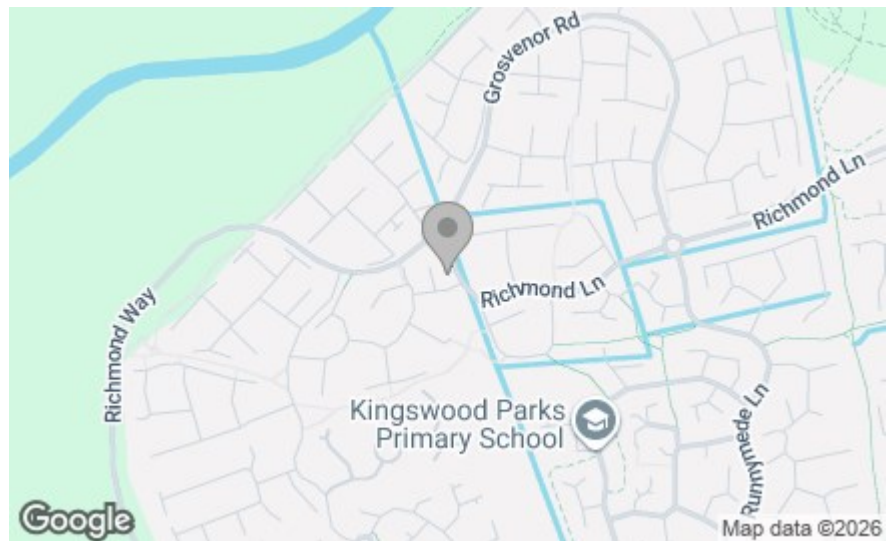 Grosvenor Rd
Richmond Ln
Richmond Ln
Richmond Way
Kingswood Parks
Primary School
Runnymede Ln
Google
Map data ©2026